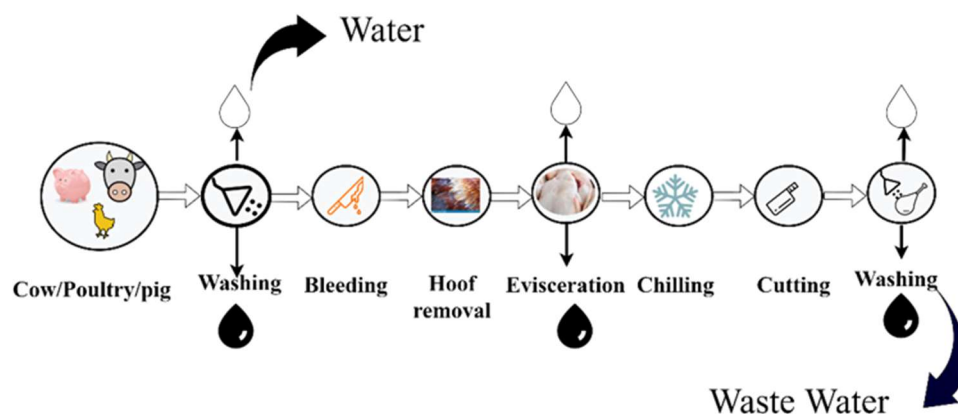 Water
Cow/Poultry/pig
Washing
Bleeding
Hoof
removal
Evisceration
Chilling
Cutting
Washing
Waste Water